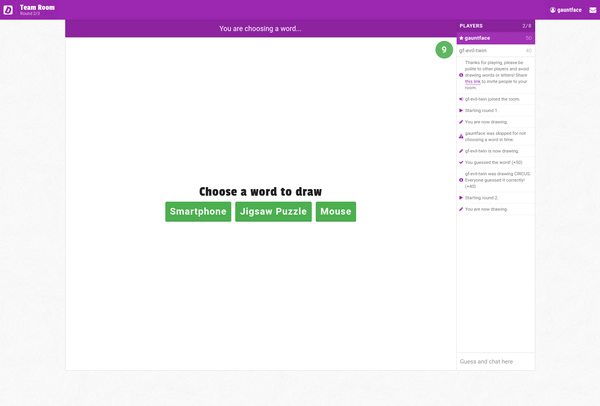 Team Room
Round 2/3
gauntface
You are choosing a word...
PLAYERS 2/8
gauntface 50
gf-evil-twin 40
9
Thanks for playing, please be
polite to other players and avoid
drawing words or letters! Share
this link to invite people to your
room.
gf-evil-twin joined the room.
Starting round 1.
You are now drawing.
gauntface was skipped for not
choosing a word in time.
gf-evil-twin is now drawing.
You guessed the word! (+50)
gf-evil-twin was drawing CIRCUS.
Everyone guessed it correctly!
(+40)
Starting round 2.
You are now drawing.
Choose a word to draw
Smartphone
Jigsaw Puzzle
Mouse
Guess and chat here